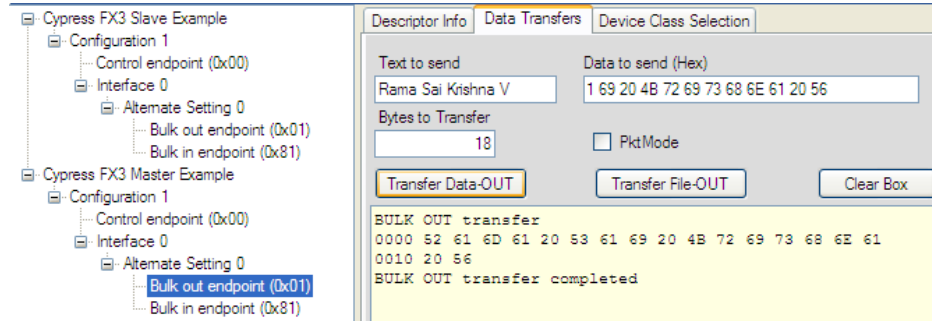 Cypress FX3 Slave Example
Configuration 1
Control endpoint (0x00)
Interface 0
Alternate Setting 0
Bulk out endpoint (0x01)
Bulk in endpoint (0x81)
Cypress FX3 Master Example
Configuration 1
Control endpoint (0x00)
Interface 0
Alternate Setting 0
Bulk out endpoint (0x01)
Bulk in endpoint (0x81)
Descriptor Info Data Transfers Device Class Selection
Text to send Data to send (Hex)
Rama Sai Krishna V 1 69 20 4B 72 69 73 68 6E 61 20 56
Bytes to Transfer
18 PktMode
Transfer Data-OUT Transfer File-OUT Clear Box
BULK OUT transfer
0000 52 61 6D 61 20 53 61 69 20 4B 72 69 73 68 6E 61
0010 20 56
BULK OUT transfer completed